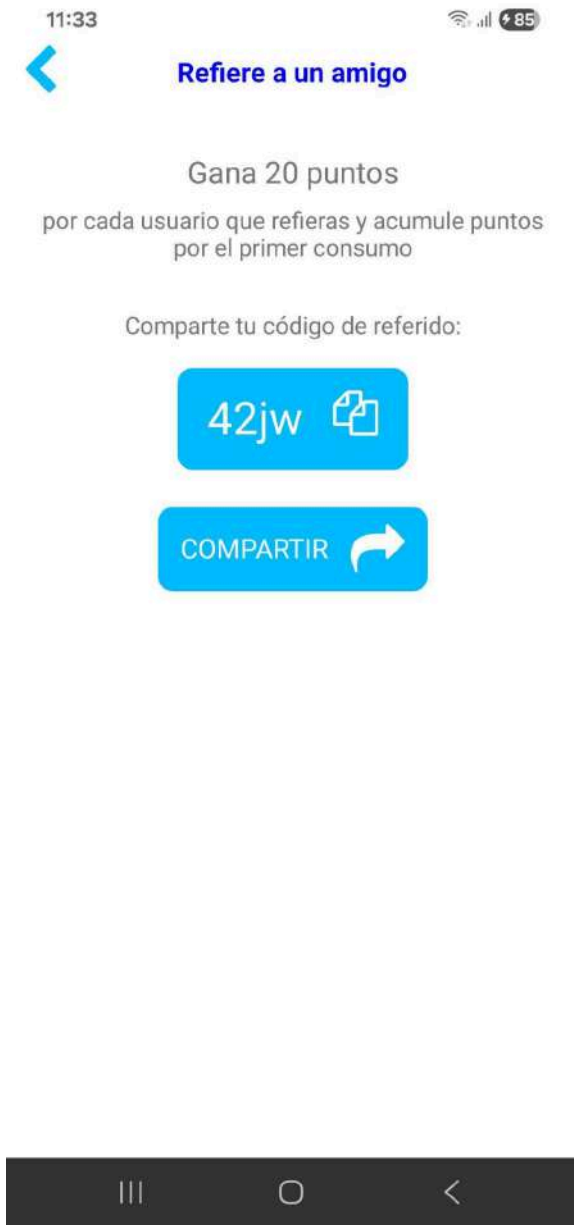 11:33
85
Refiere a un amigo
Gana 20 puntos
por cada usuario que refieras y acumule puntos
por el primer consumo
Comparte tu código de referido:
42jw
COMPARTIR